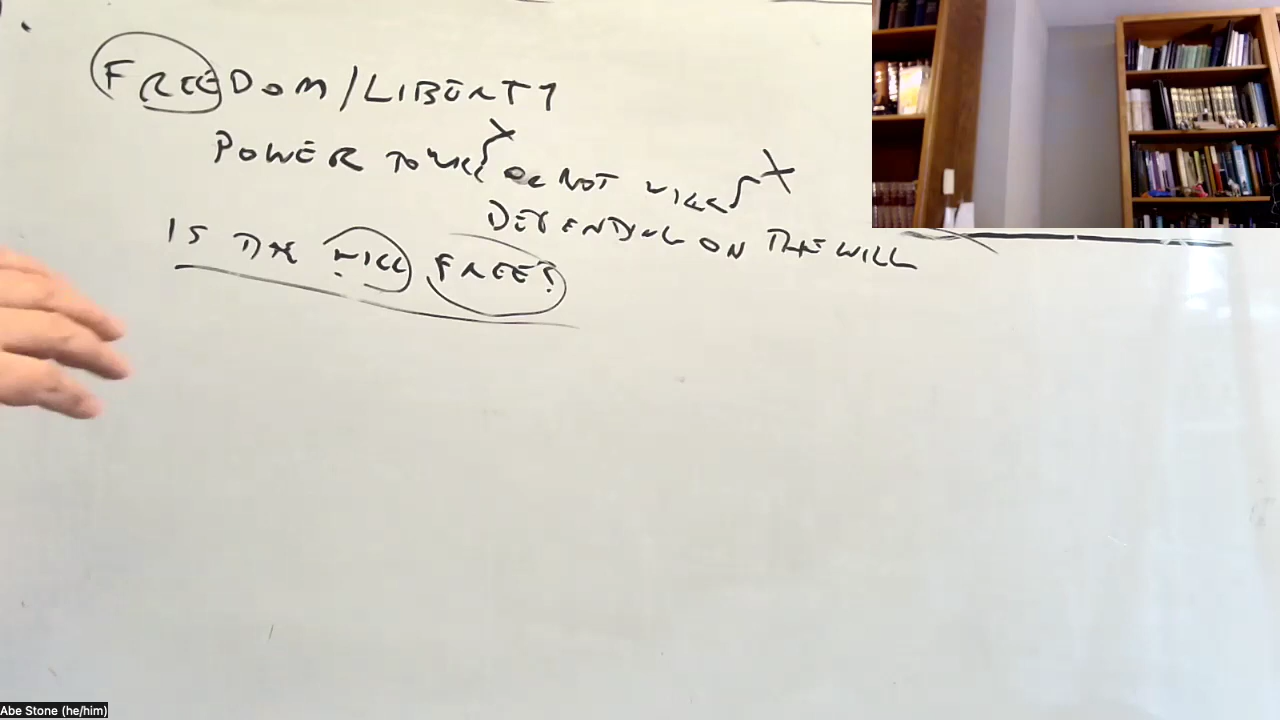 FREEDOM/LIBERTY
POWER TO WILL X OR NOT WILL X
DEPENDING ON THE WILL
IS THE WILL FREE?
Abe Stone (he/him)